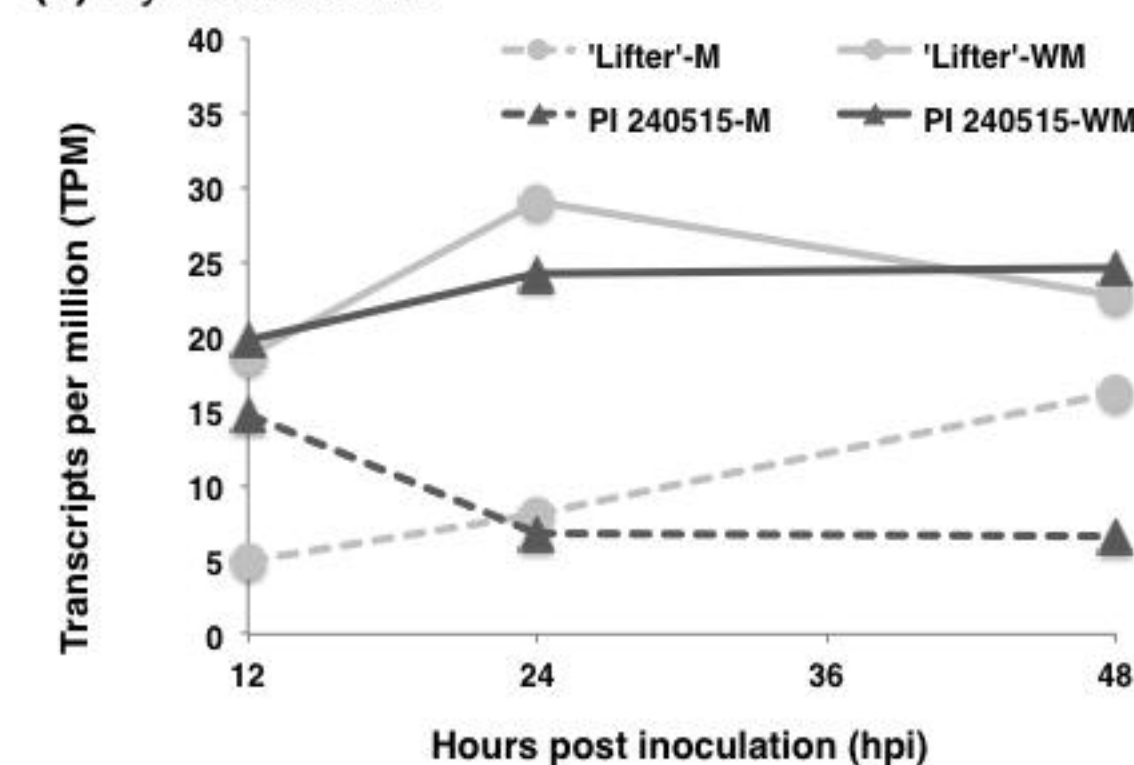 40
'Lifter'-M 'Lifter'-WM
35
PI 240515-M PI 240515-WM
30
25
20
15
10
5
0
Transcripts per million (TPM)
12 24 36 48
Hours post inoculation (hpi)